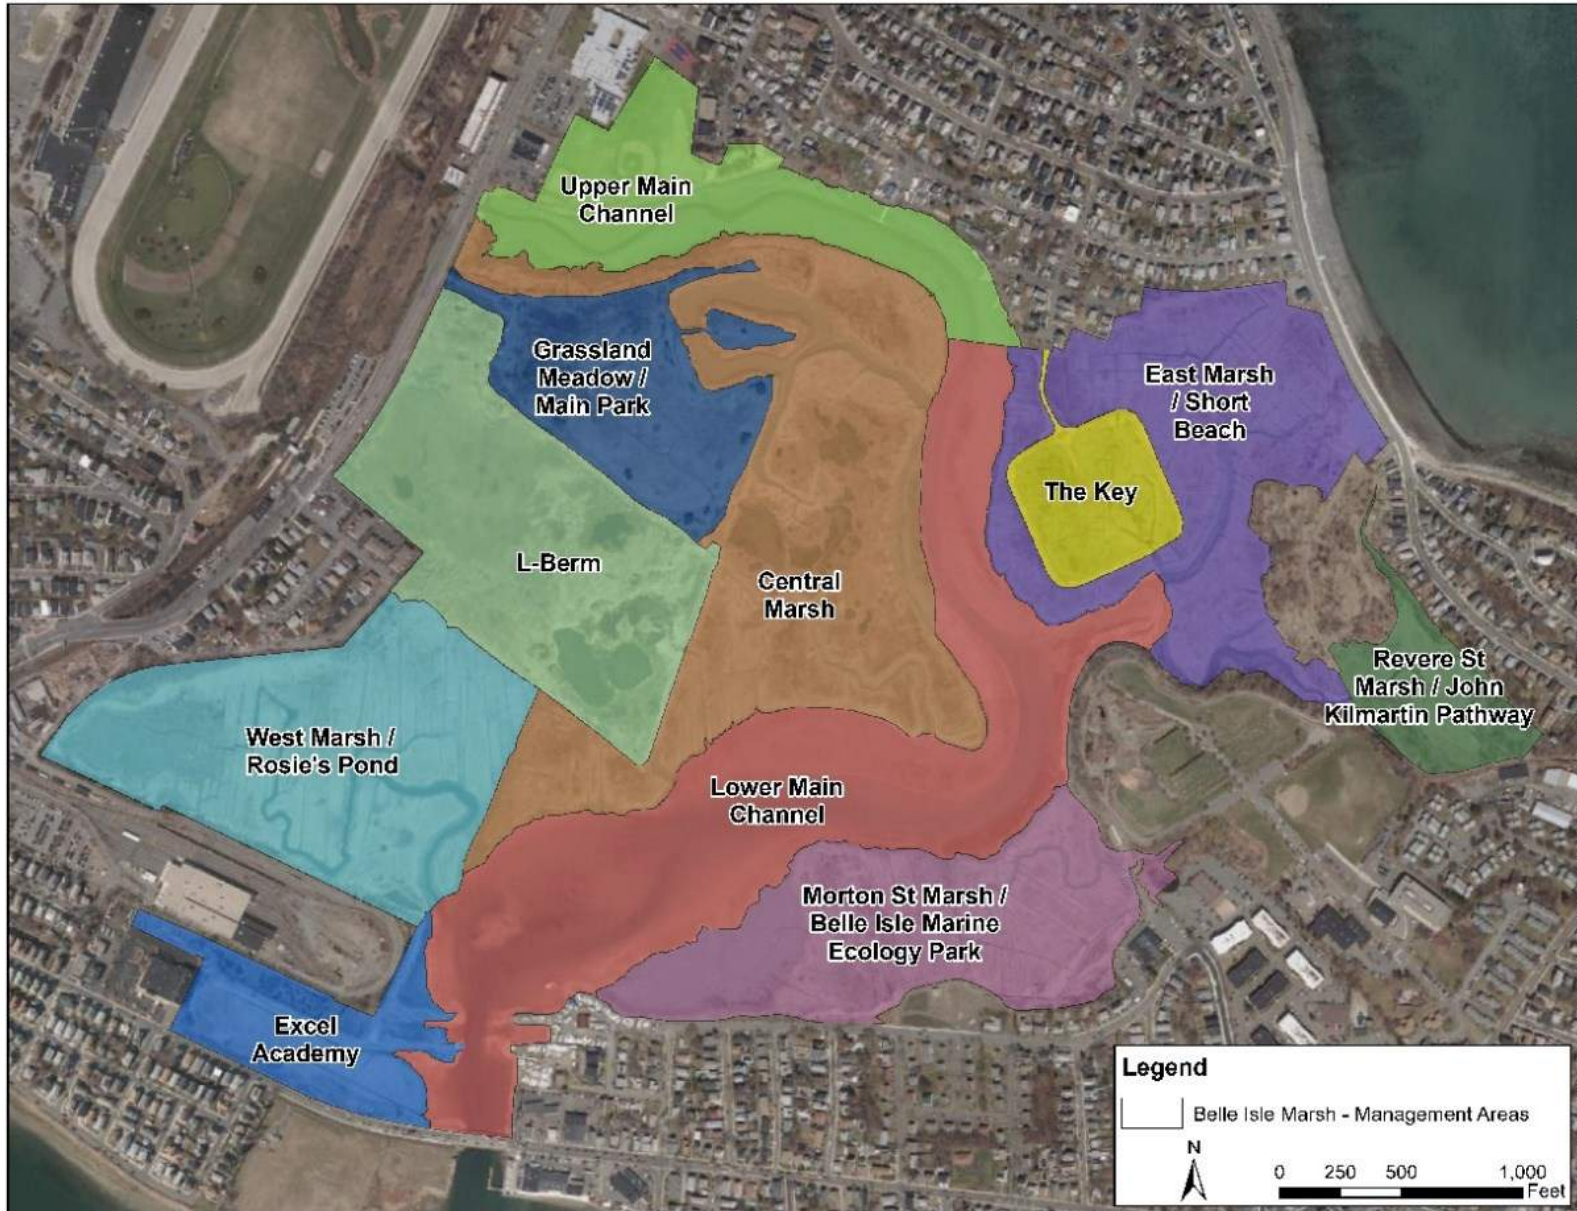 Upper Main
Channel
Grassland
Meadow /
Main Park
East Marsh
/ Short
Beach
The Key
L-Berm
Central
Marsh
Revere St
Marsh / John
Kilmartin Pathway
West Marsh /
Rosie's Pond
Lower Main
Channel
Morton St Marsh /
Belle Isle Marine
Ecology Park
Excel
Academy
Legend
Belle Isle Marsh - Management Areas
N
0 250 500 1,000
Feet